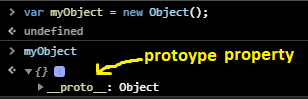 > var myObject = new Object();
< undefined
> myObject
< ▼ {} i
▶ __proto__: Object
protoype property